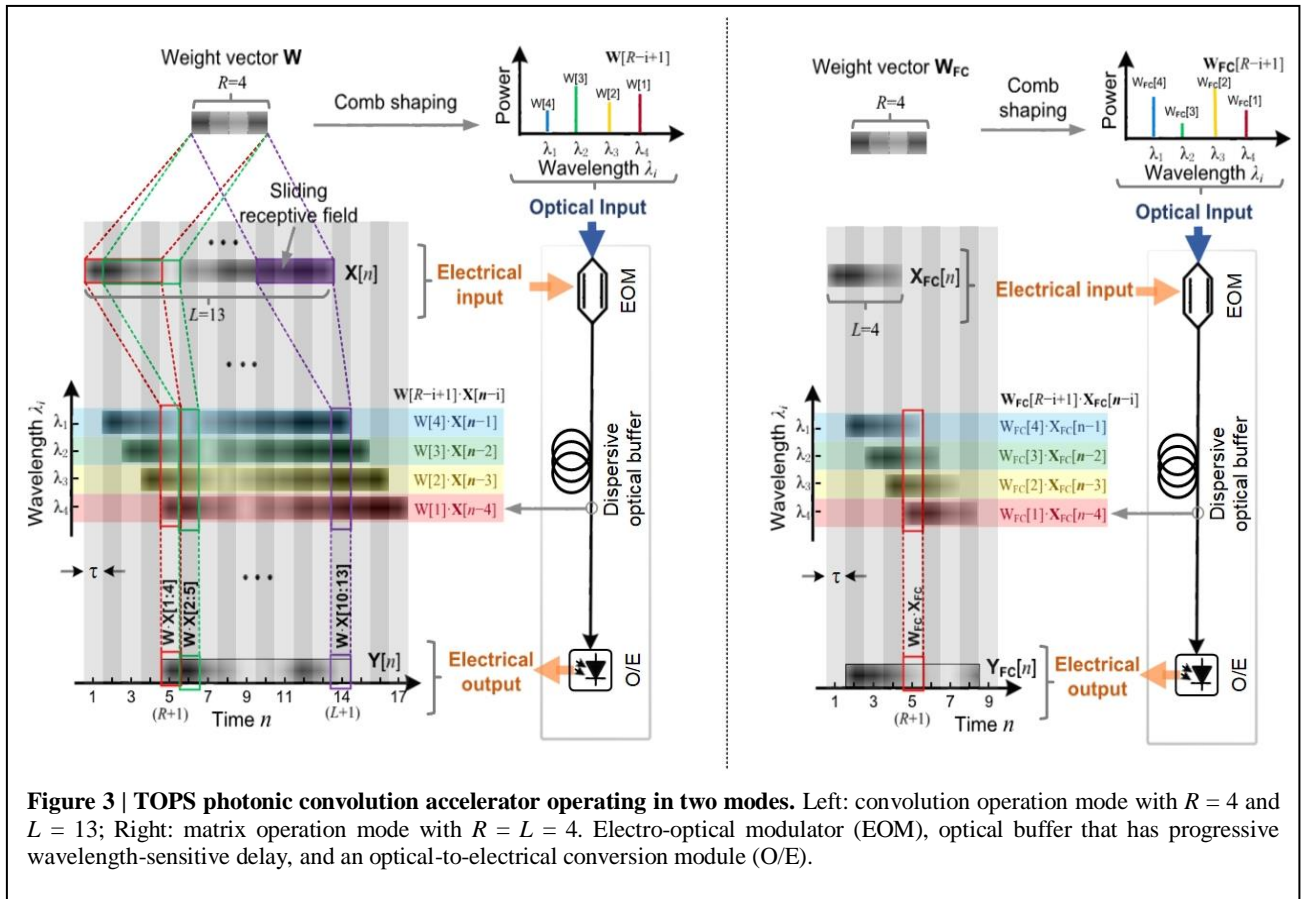 Weight vector W
R=4
Comb shaping
Power
W[R−i+1]
W[4]
W[3]
W[2]
W[1]
λ1 λ2 λ3 λ4
Wavelength λi
Optical Input
Sliding
receptive field
•••
X[n]
L=13
Electrical
input
EOM
•••
Wavelength λi
W[R−i+1]·X[n−i]
λ1
W[4]·X[n−1]
λ2
W[3]·X[n−2]
λ3
W[2]·X[n−3]
λ4
W[1]·X[n−4]
Dispersive
optical buffer
τ
•••
W·X[1:4]
W·X[2:5]
W·X[10:13]
Y[n]
Electrical
output
O/E
1 3 5 7 9 11 14 17
(R+1) (L+1)
Time n
Weight vector WFC
R=4
Comb
shaping
Power
WFC[R−i+1]
WFC[4]
WFC[3]
WFC[2]
WFC[1]
λ1 λ2 λ3 λ4
Wavelength λi
Optical Input
XFC[n]
L=4
Electrical input
EOM
Wavelength λi
WFC[R−i+1]·XFC[n−i]
λ1
WFC[4]·XFC[n−1]
λ2
WFC[3]·XFC[n−2]
λ3
WFC[2]·XFC[n−3]
λ4
WFC[1]·XFC[n−4]
Dispersive
optical buffer
τ
WFC·XFC
YFC[n]
Electrical
output
O/E
1 3 5 7 9
(R+1)
Time n
Figure 3 | TOPS photonic convolution accelerator operating in two modes. Left: convolution operation mode with R = 4 and
L = 13; Right: matrix operation mode with R = L = 4. Electro-optical modulator (EOM), optical buffer that has progressive
wavelength-sensitive delay, and an optical-to-electrical conversion module (O/E).